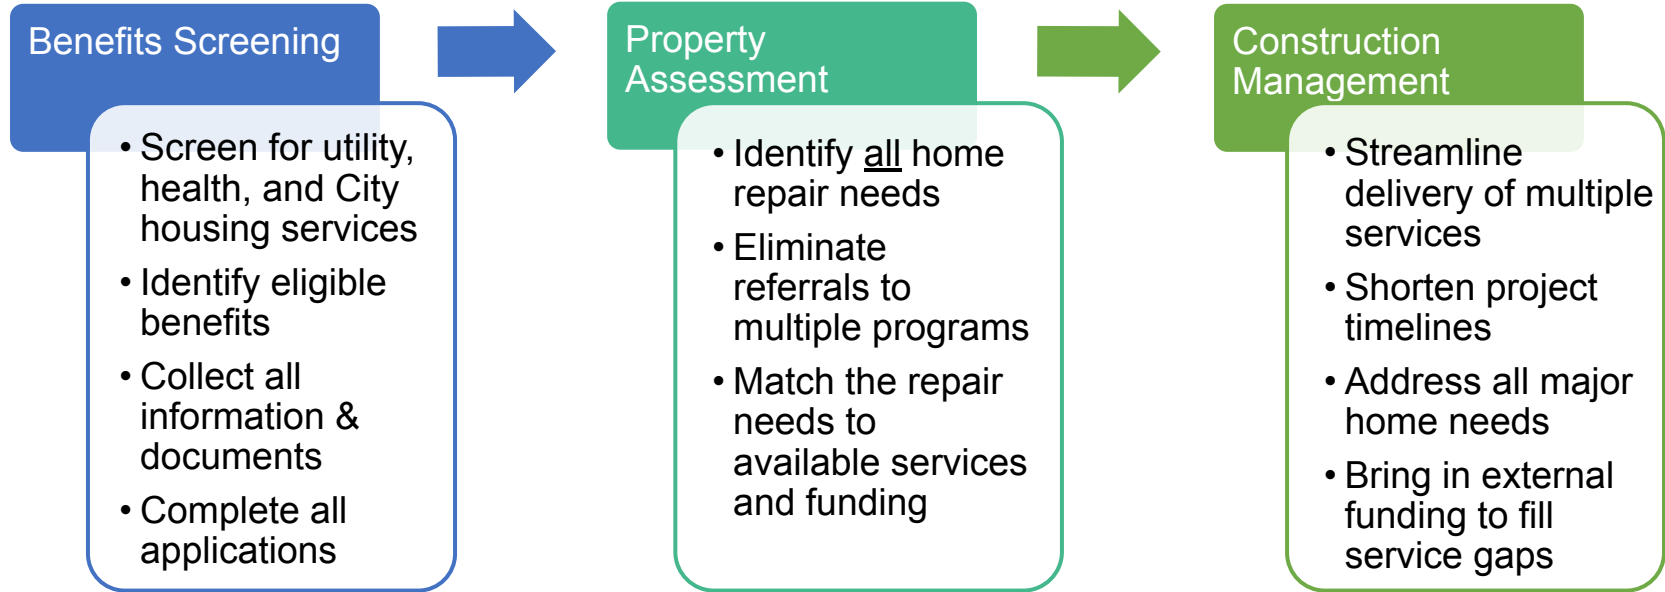 Benefits Screening
• Screen for utility,
health, and City
housing services
• Identify eligible
benefits
• Collect all
information &
documents
• Complete all
applications
Property
Assessment
• Identify all home
repair needs
• Eliminate
referrals to
multiple programs
• Match the repair
needs to
available services
and funding
Construction
Management
• Streamline
delivery of multiple
services
• Shorten project
timelines
• Address all major
home needs
• Bring in external
funding to fill
service gaps